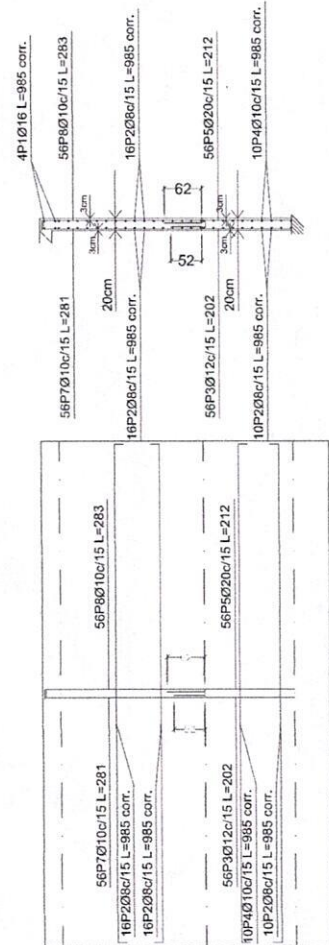 4P1Ø16 L=985 corr.
56P7Ø10c/15 L=281
56P8Ø10c/15 L=283
3cm
3cm
20cm
16P2Ø8c/15 L=985 corr.
16P2Ø8c/15 L=985 corr.
62
52
56P3Ø12c/15 L=202
56P5Ø20c/15 L=212
3cm
3cm
20cm
10P2Ø8c/15 L=985 corr.
10P4Ø10c/15 L=985 corr.
56P7Ø10c/15 L=281
56P8Ø10c/15 L=283
16P2Ø8c/15 L=985 corr.
16P2Ø8c/15 L=985 corr.
56P3Ø12c/15 L=202
56P5Ø20c/15 L=212
10P4Ø10c/15 L=985 corr.
10P2Ø8c/15 L=985 corr.